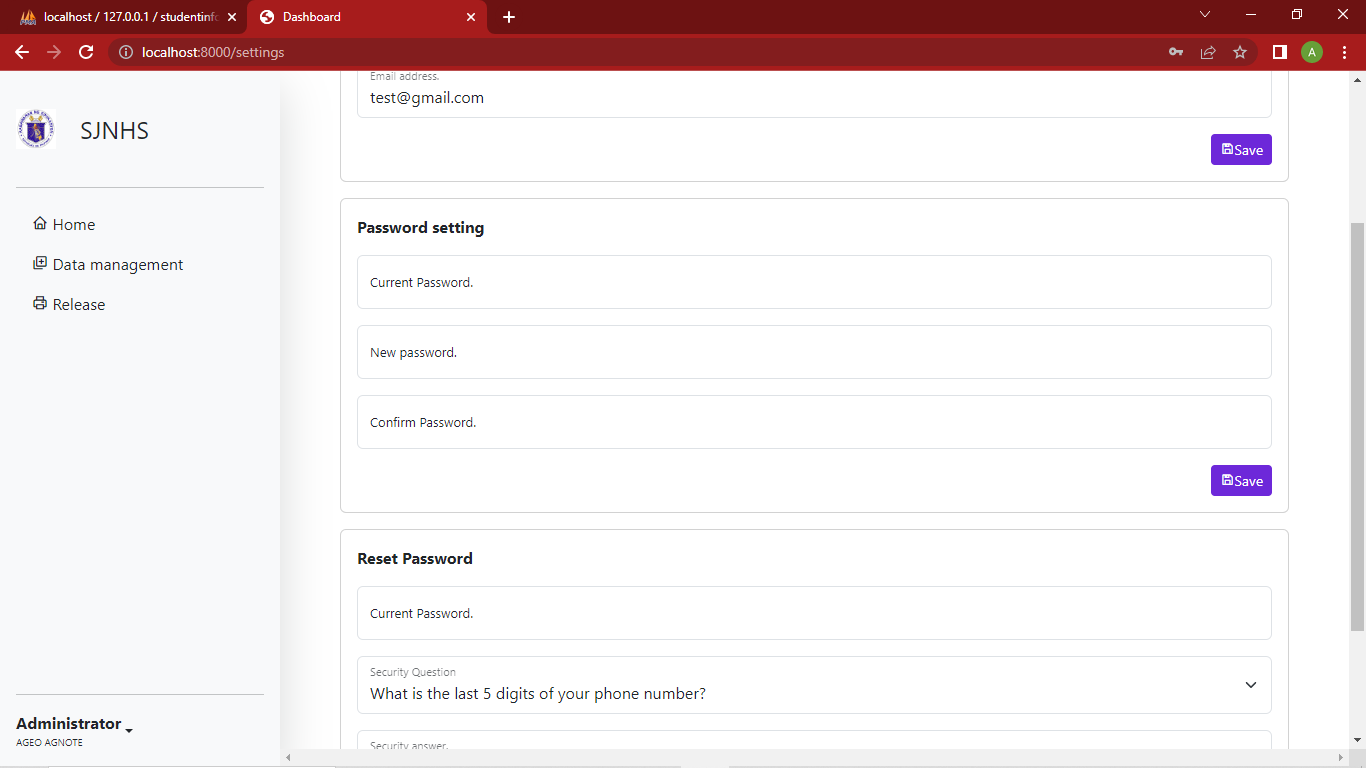 localhost / 127.0.0.1 / studentinfo
Dashboard
localhost:8000/settings
A
SJNHS
Home
Data management
Release
Administrator
AGEO AGNOTE
Email address.
test@gmail.com
Save
Password setting
Current Password.
New password.
Confirm Password.
Save
Reset Password
Current Password.
Security Question
What is the last 5 digits of your phone number?
Security answer.